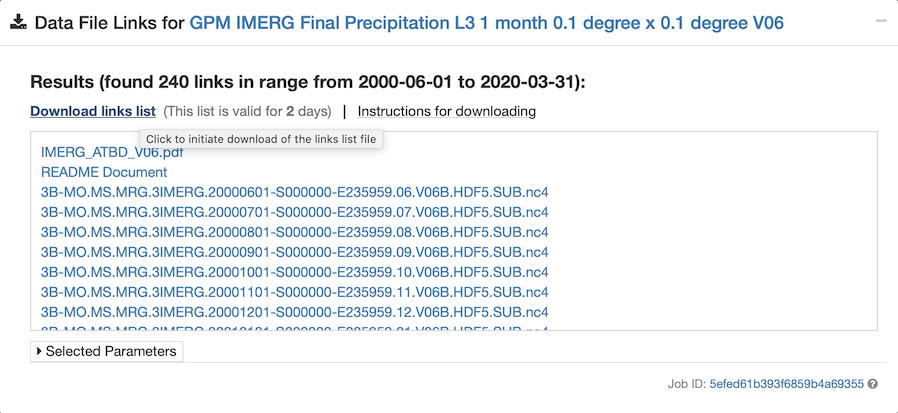 Data File Links for GPM IMERG Final Precipitation L3 1 month 0.1 degree x 0.1 degree V06
Results (found 240 links in range from 2000-06-01 to 2020-03-31):
Download links list (This list is valid for 2 days) | Instructions for downloading
Click to initiate download of the links list file
IMERG_ATBD_V06.pdf
README Document
3B-MO.MS.MRG.3IMERG.20000601-S000000-E235959.06.V06B.HDF5.SUB.nc4
3B-MO.MS.MRG.3IMERG.20000701-S000000-E235959.07.V06B.HDF5.SUB.nc4
3B-MO.MS.MRG.3IMERG.20000801-S000000-E235959.08.V06B.HDF5.SUB.nc4
3B-MO.MS.MRG.3IMERG.20000901-S000000-E235959.09.V06B.HDF5.SUB.nc4
3B-MO.MS.MRG.3IMERG.20001001-S000000-E235959.10.V06B.HDF5.SUB.nc4
3B-MO.MS.MRG.3IMERG.20001101-S000000-E235959.11.V06B.HDF5.SUB.nc4
3B-MO.MS.MRG.3IMERG.20001201-S000000-E235959.12.V06B.HDF5.SUB.nc4
Selected Parameters
Job ID: 5efed61b393f6859b4a69355